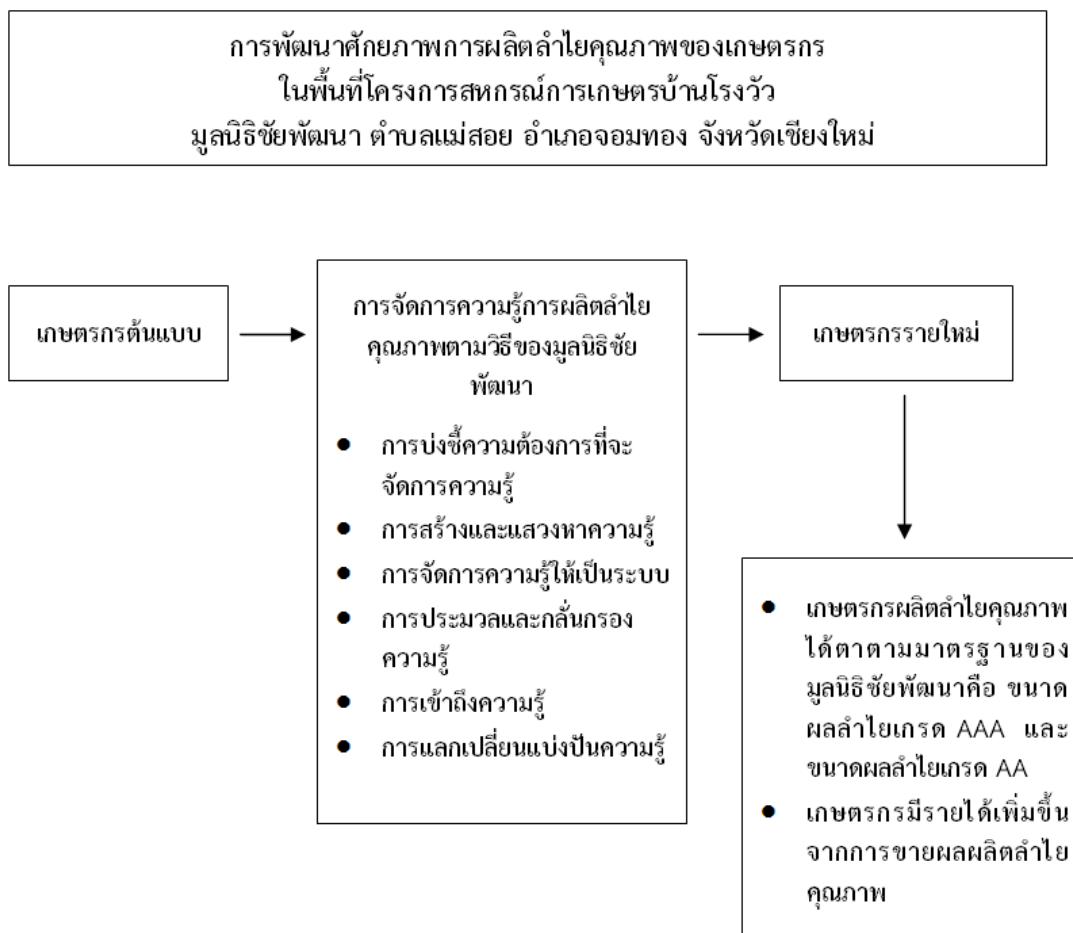 การพัฒนาศักยภาพการผลิตลำไยคุณภาพของเกษตรกร
ในพื้นที่โครงการสหกรณ์การเกษตรบ้านโรงวัว
มูลนิธิชัยพัฒนา ตำบลแม่สอย อำเภอจอมทอง จังหวัดเชียงใหม่
เกษตรกรต้นแบบ
การจัดการความรู้การผลิตลำไย
คุณภาพตามวิธีของมูลนิธิชัย
พัฒนา
● การบ่งชี้ความต้องการที่จะ
จัดการความรู้
● การสร้างและแสวงหาความรู้
● การจัดการความรู้ให้เป็นระบบ
● การประมวลและกลั่นกรอง
ความรู้
● การเข้าถึงความรู้
● การแลกเปลี่ยนแบ่งปันความรู้
เกษตรกรรายใหม่
● เกษตรกรผลิตลำไยคุณภาพ
ได้ตาตามมาตรฐานของ
มูลนิธิชัยพัฒนาคือ ขนาด
ผลลำไยเกรด AAA และ
ขนาดผลลำไยเกรด AA
● เกษตรกรมีรายได้เพิ่มขึ้น
จากการขายผลผลิตลำไย
คุณภาพ